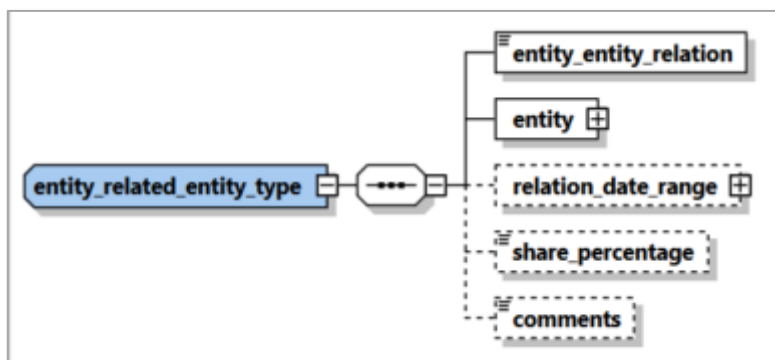 entity_entity_relation
entity
entity_related_entity_type
relation_date_range
share_percentage
comments